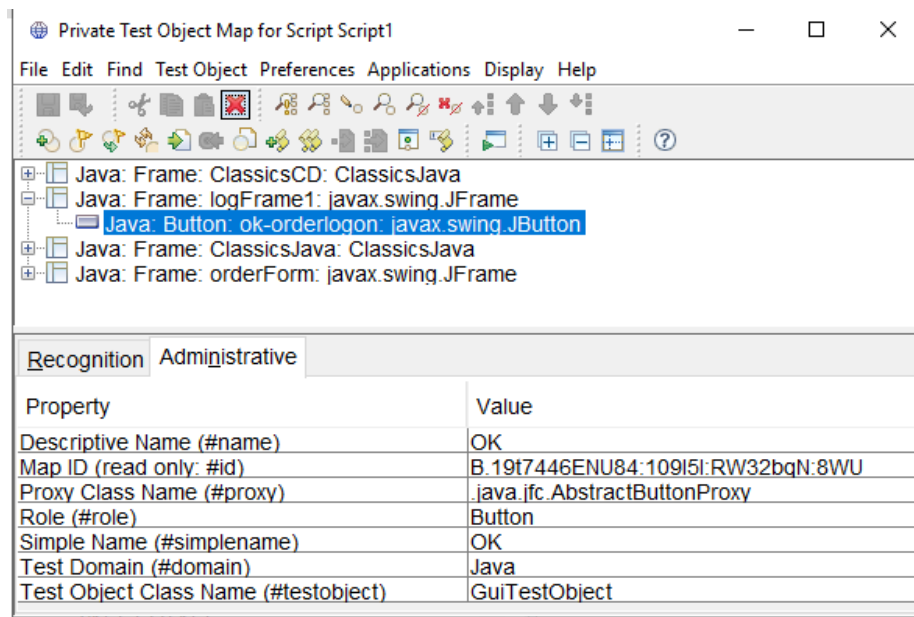 Private Test Object Map for Script Script1
File Edit Find Test Object Preferences Applications Display Help
Java: Frame: ClassicsCD: ClassicsJava
Java: Frame: logFrame1: javax.swing.JFrame
Java: Button: ok-orderlogon: javax.swing.JButton
Java: Frame: ClassicsJava: ClassicsJava
Java: Frame: orderForm: javax.swing.JFrame
Recognition Administrative
Property Value
Descriptive Name (#name) OK
Map ID (read only: #id) B.19t7446ENU84:109I5I:RW32bqN:8WU
Proxy Class Name (#proxy) .java.jfc.AbstractButtonProxy
Role (#role) Button
Simple Name (#simplename) OK
Test Domain (#domain) Java
Test Object Class Name (#testobject) GuiTestObject